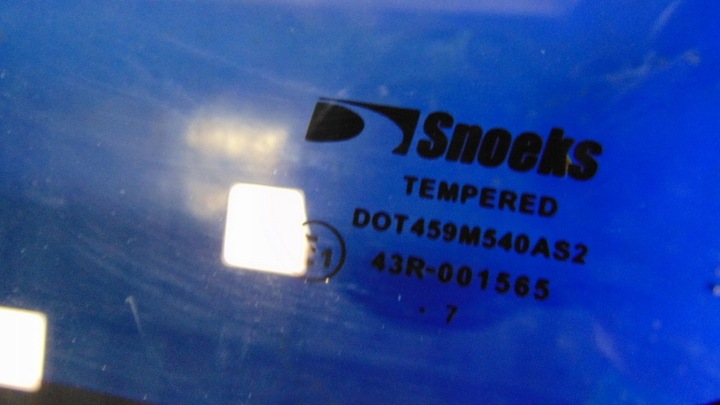 Snoeks
TEMPERED
DOT459M540AS2
E1
43R-001565
. 7